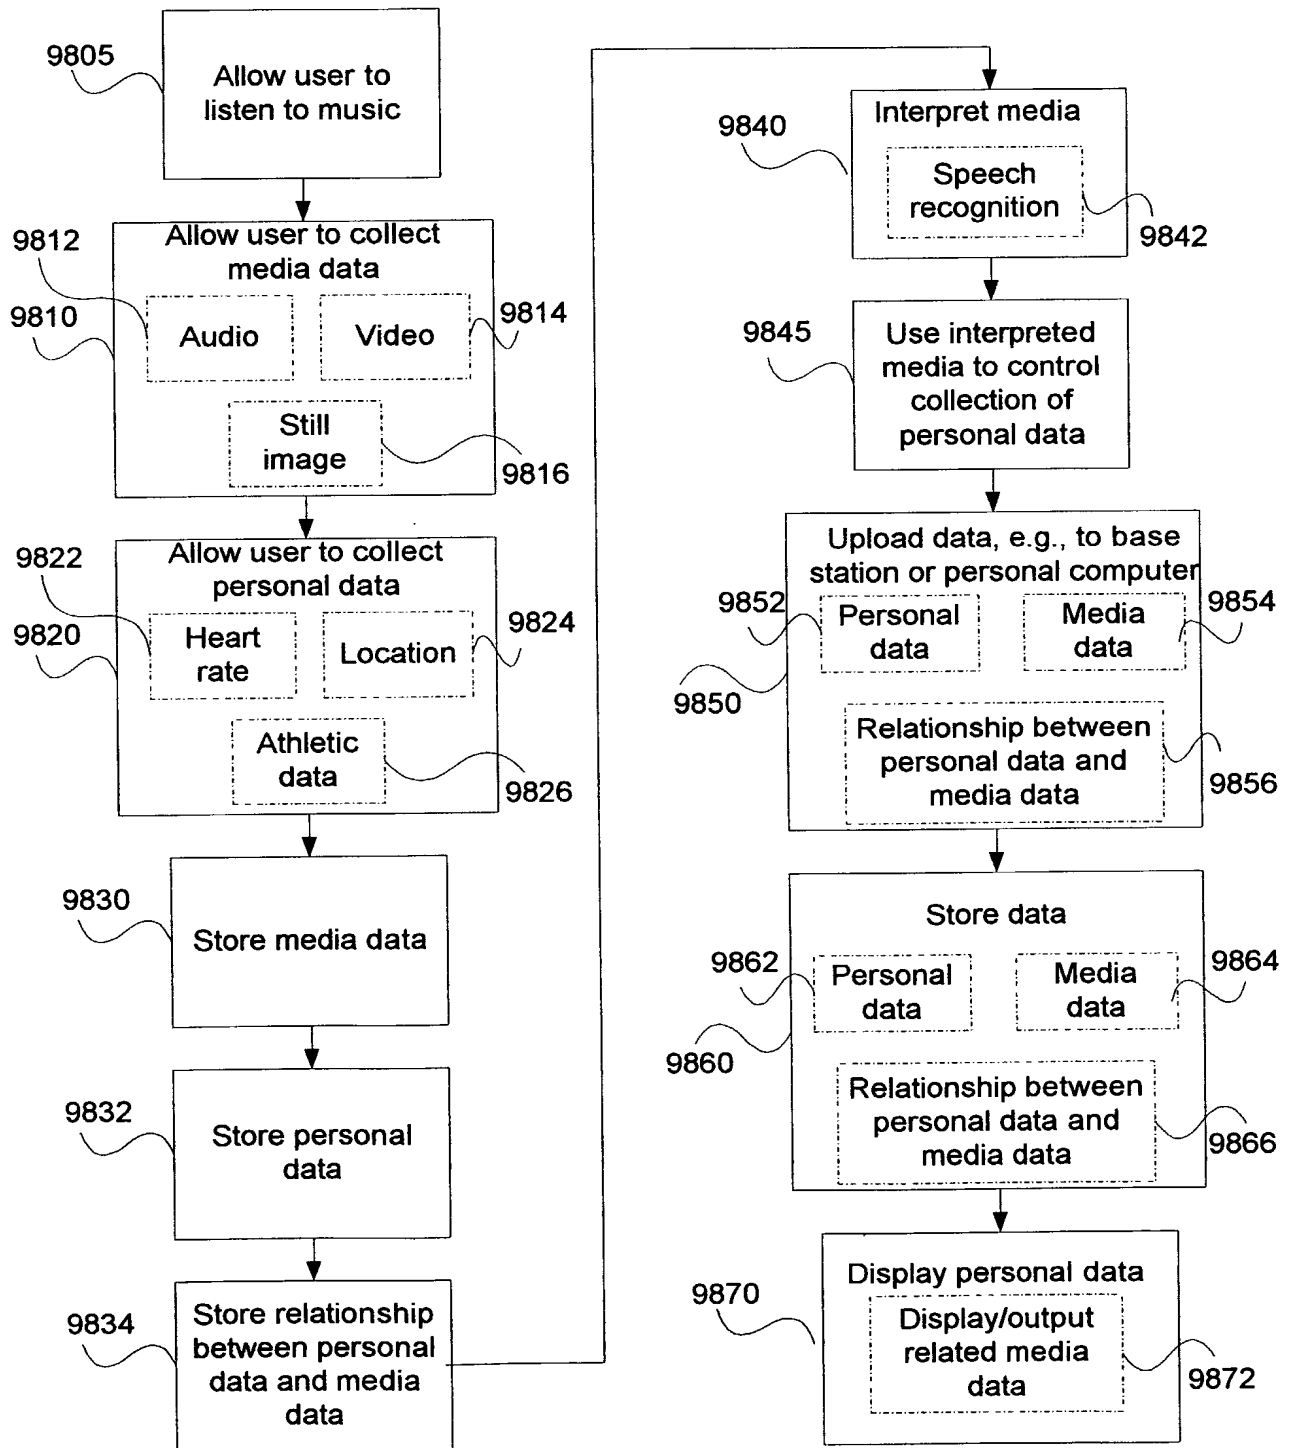 9805
Allow user to
listen to music
Allow user to collect
media data
9812
9810
Audio
Video
9814
Still
image
9816
Allow user to collect
personal data
9822
9820
Heart
rate
Location
9824
Athletic
data
9826
9830
Store media data
9832
Store personal
data
9834
Store relationship
between personal
data and media
data
Interpret media
9840
Speech
recognition
9842
9845
Use interpreted
media to control
collection of
personal data
Upload data, e.g., to base
station or personal computer
9852
Personal
data
Media
data
9854
9850
Relationship between
personal data and
media data
9856
Store data
9862
Personal
data
Media
data
9864
9860
Relationship between
personal data and
media data
9866
Display personal data
9870
Display/output
related media
data
9872